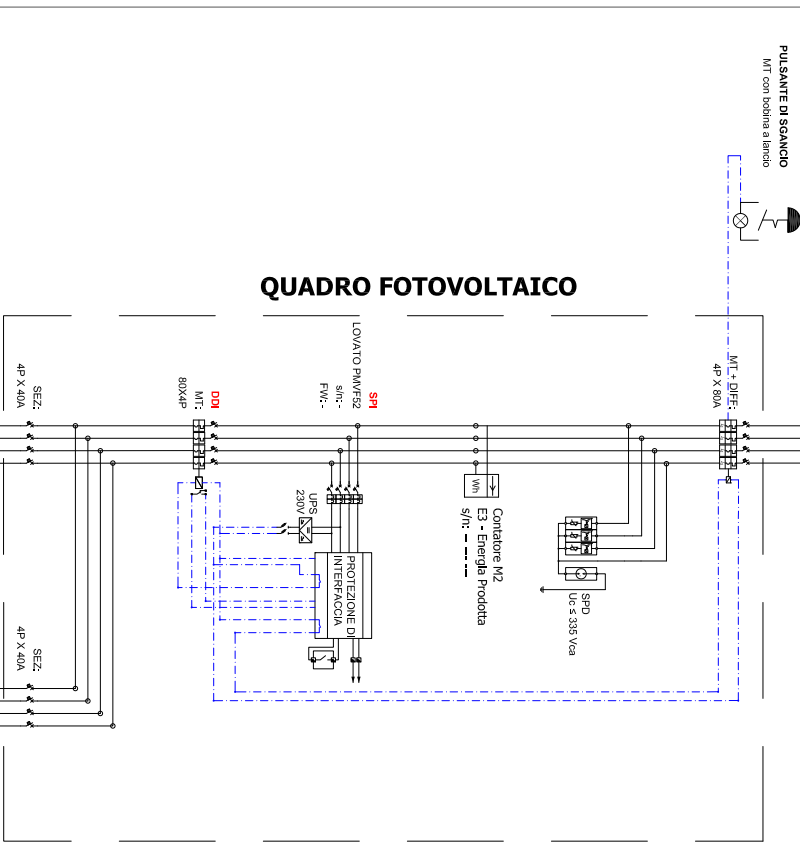 PULSANTE DI SGANCIO
MT con bobina a lancio
QUADRO FOTOVOLTAICO
SEZ:
4P X 40A
DDI
MT:
80X4P
SPI
LOVATO PMVF52
s/n: -
FW: -
MT + DIFF:
4P X 80A
Wh
Contatore M2
E3 - Energia Prodotta
s/n: - -- -- --
UPS
230V
PROTEZIONE DI
INTERFACCIA
SPD
Uc ≤ 335 Vca
SEZ:
4P X 40A